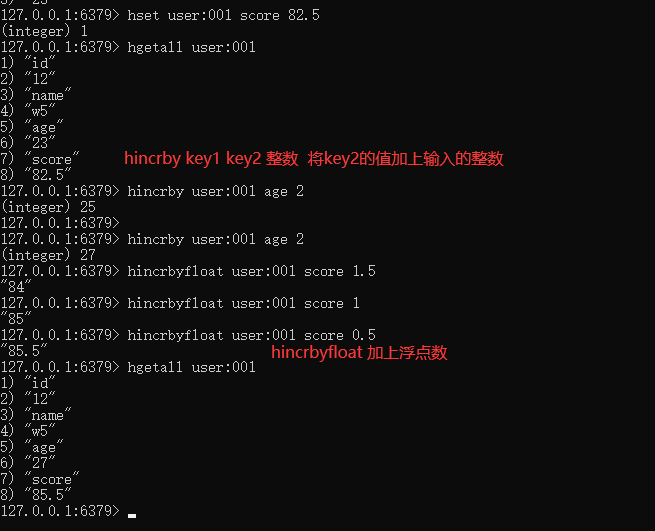 127.0.0.1:6379> hset user:001 score 82.5
(integer) 1
127.0.0.1:6379> hgetall user:001
1) "id"
2) "12"
3) "name"
4) "w5"
5) "age"
6) "23"
7) "score"
hincrby key1 key2 整数 将key2的值加上输入的整数
8) "82.5"
127.0.0.1:6379> hincrby user:001 age 2
(integer) 25
127.0.0.1:6379>
127.0.0.1:6379> hincrby user:001 age 2
(integer) 27
127.0.0.1:6379> hincrbyfloat user:001 score 1.5
"84"
127.0.0.1:6379> hincrbyfloat user:001 score 1
"85"
127.0.0.1:6379> hincrbyfloat user:001 score 0.5
"85.5"
hincrbyfloat 加上浮点数
127.0.0.1:6379> hgetall user:001
1) "id"
2) "12"
3) "name"
4) "w5"
5) "age"
6) "27"
7) "score"
8) "85.5"
127.0.0.1:6379>